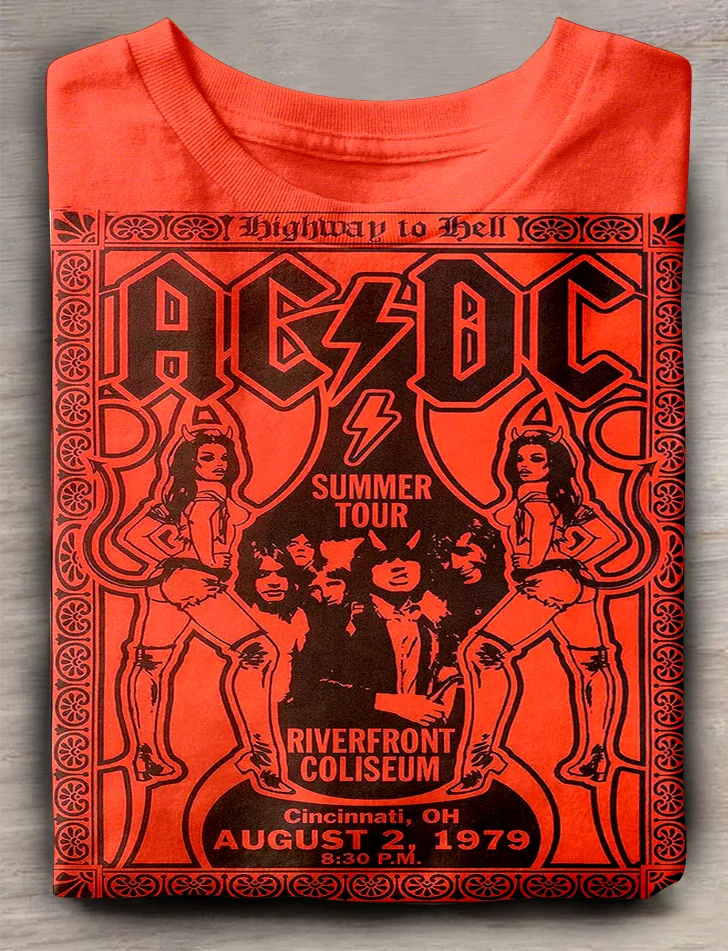 Highway to Hell
AC⚡DC
SUMMER
TOUR
RIVERFRONT
COLISEUM
Cincinnati, OH
AUGUST 2, 1979
8:30 P.M.